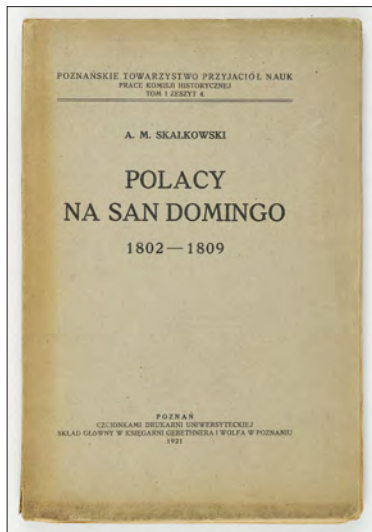 POZNAŃSKIE TOWARZYSTWO PRZYJACIÓŁ NAUK
PRACE KOMISJI HISTORYCZNEJ
TOM I ZESZYT 4.
A. M. SKAŁKOWSKI
POLACY
NA SAN DOMINGO
1802—1809
POZNAŃ
CZCIONKAMI DRUKARNI UNIWERSYTECKIEJ
SKŁAD GŁÓWNY W KSIĘGARNI GEBETHNERA I WOLFA W POZNANIU
1921